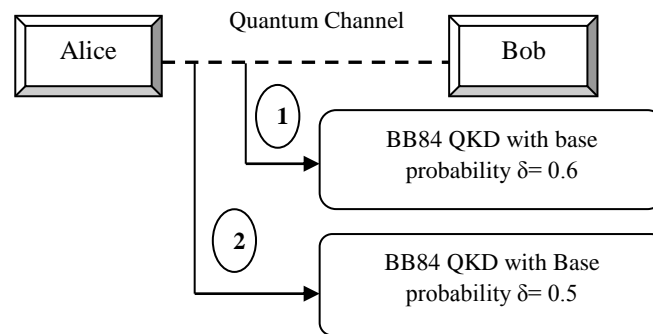 Quantum Channel
Alice
Bob
1
BB84 QKD with base
probability δ= 0.6
2
BB84 QKD with Base
probability δ= 0.5